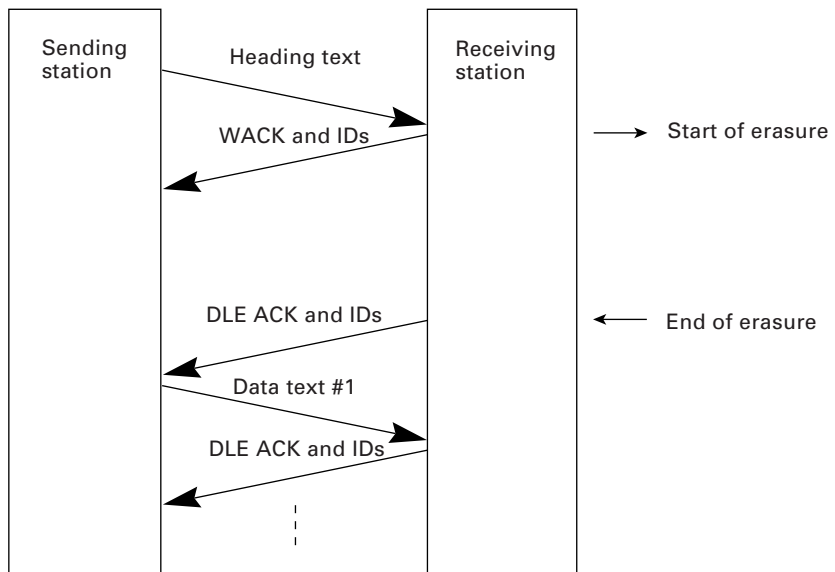 Sending
station
Heading text
Receiving
station
WACK and IDs
Start of erasure
DLE ACK and IDs
End of erasure
Data text #1
DLE ACK and IDs